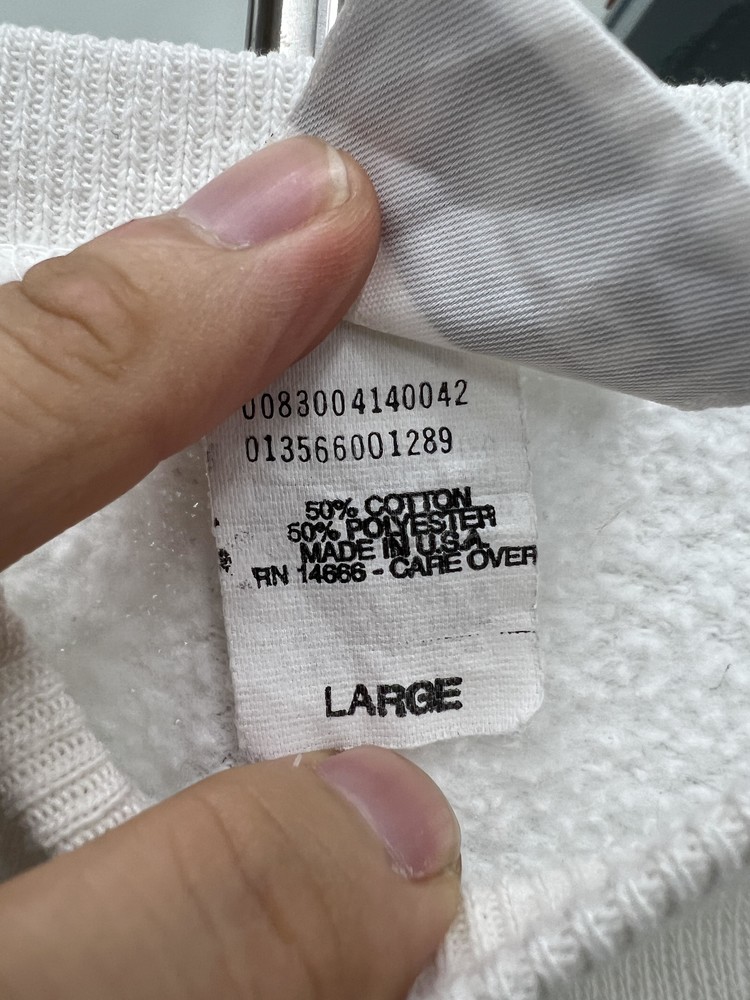 0083004140042
013566001289
50% COTTON
50% POLYESTER
MADE IN U.S.A.
RN 14666 - CARE OVER
LARGE